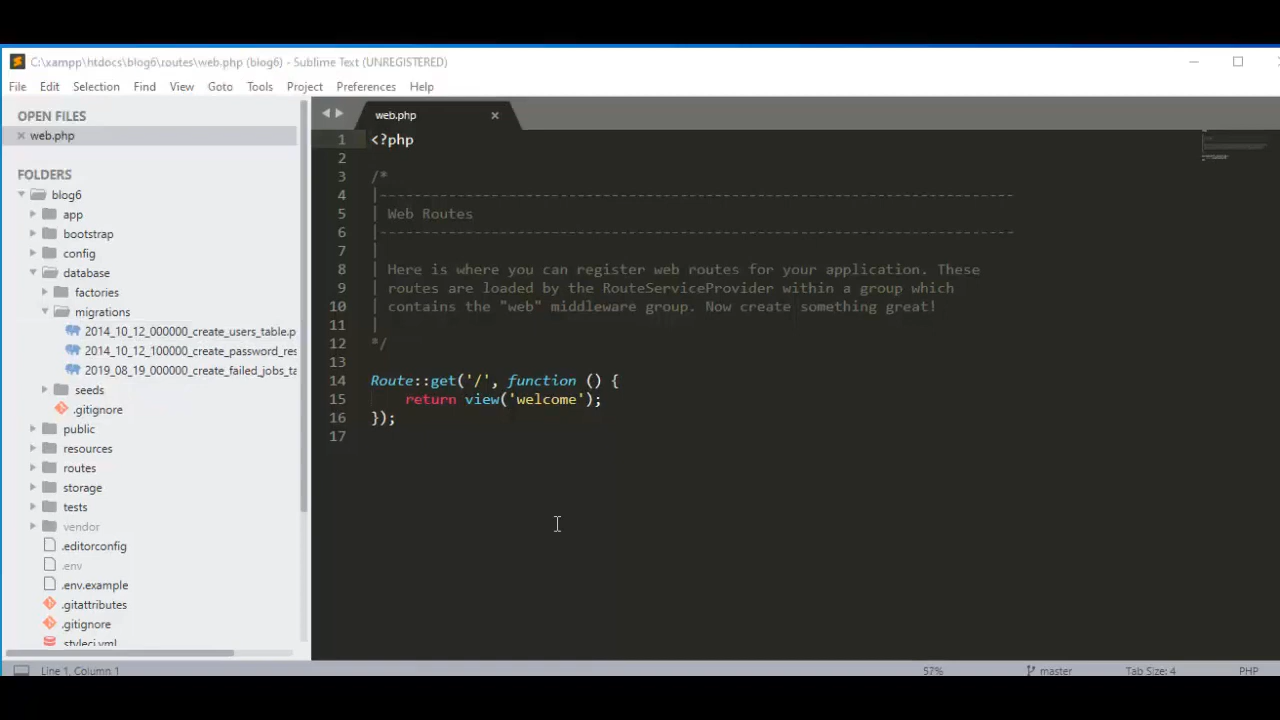 C:\xampp\htdocs\blog6\routes\web.php (blog6) - Sublime Text (UNREGISTERED)
File Edit Selection Find View Goto Tools Project Preferences Help
OPEN FILES
web.php
FOLDERS
blog6
app
bootstrap
config
database
factories
migrations
2014_10_12_000000_create_users_table.p
2014_10_12_100000_create_password_res
2019_08_19_000000_create_failed_jobs_ta
seeds
.gitignore
public
resources
routes
storage
tests
vendor
.editorconfig
.env
.env.example
.gitattributes
.gitignore
.styleci.yml
web.php
1 <?php
2
3 /*
4 |--------------------------------------------------------------------------
5 | Web Routes
6 |--------------------------------------------------------------------------
7 |
8 | Here is where you can register web routes for your application. These
9 | routes are loaded by the RouteServiceProvider within a group which
10 | contains the "web" middleware group. Now create something great!
11 |
12 */
13
14 Route::get('/', function () {
15     return view('welcome');
16 });
17
Line 1, Column 1 57% master Tab Size: 4 PHP